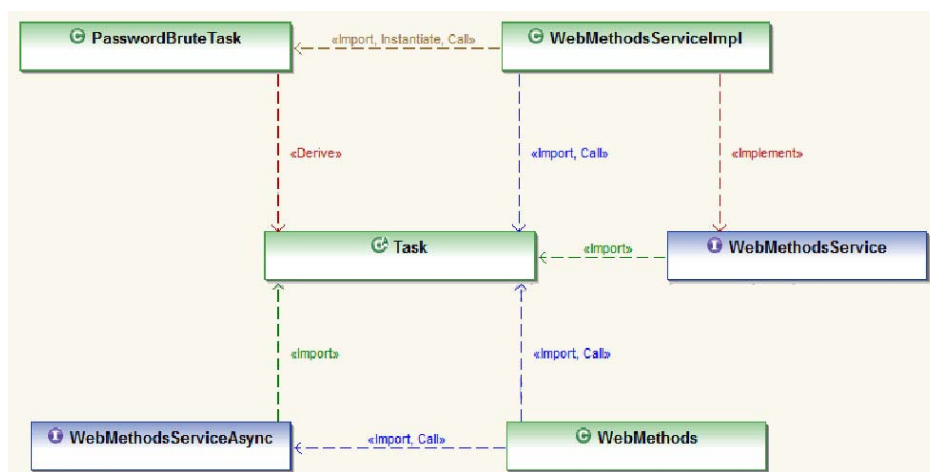 PasswordBruteTask
«Import, Instantiate, Call»
WebMethodsServiceImpl
«Derive»
«Import, Call»
«Implement»
Task
«Import»
WebMethodsService
«Import»
«Import, Call»
WebMethodsServiceAsync
«Import, Call»
WebMethods